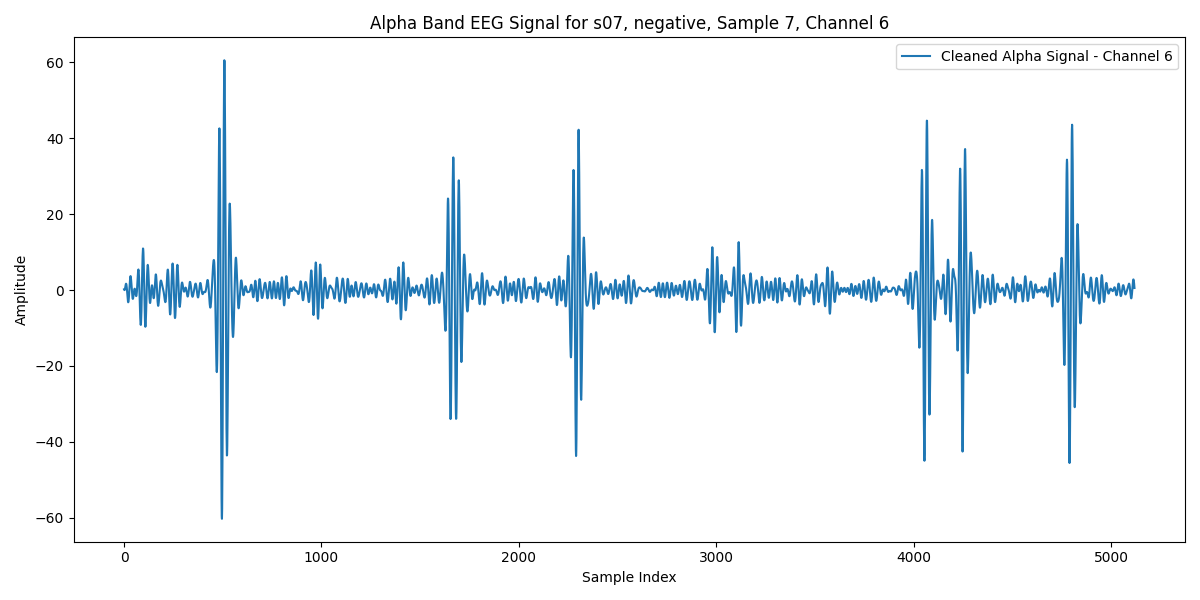 Alpha Band EEG Signal for s07, negative, Sample 7, Channel 6
Cleaned Alpha Signal - Channel 6
Amplitude
60
40
20
0
−20
−40
−60
0 1000 2000 3000 4000 5000
Sample Index